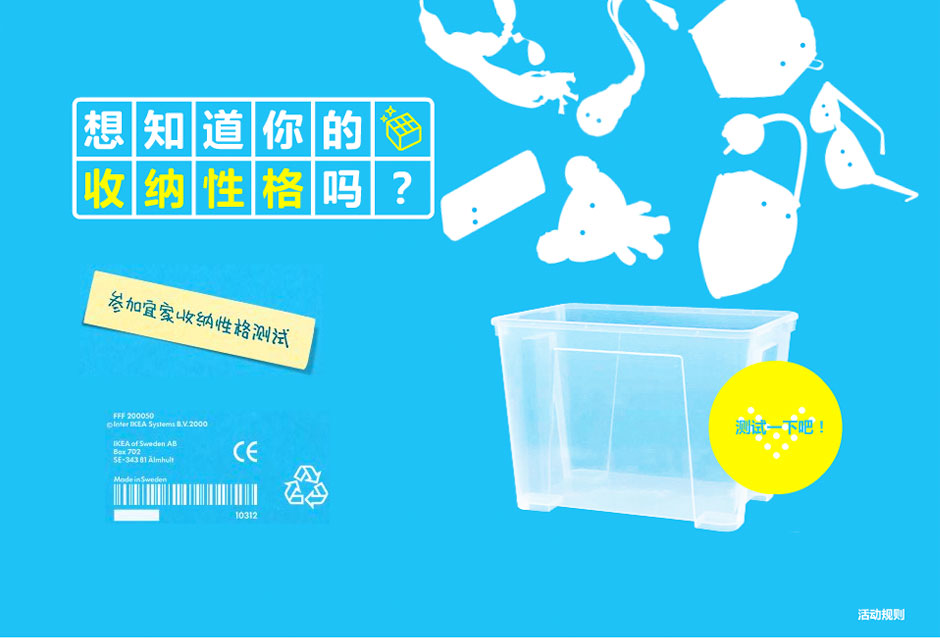 想知道你的
收纳性格吗？
参加宜家收纳性格测试
FFF 200050
©Inter IKEA Systems B.V.2000
IKEA of Sweden AB
Box 702
SE-343 81 Älmhult
Made in Sweden
CE
10312
测试一下吧！
活动规则